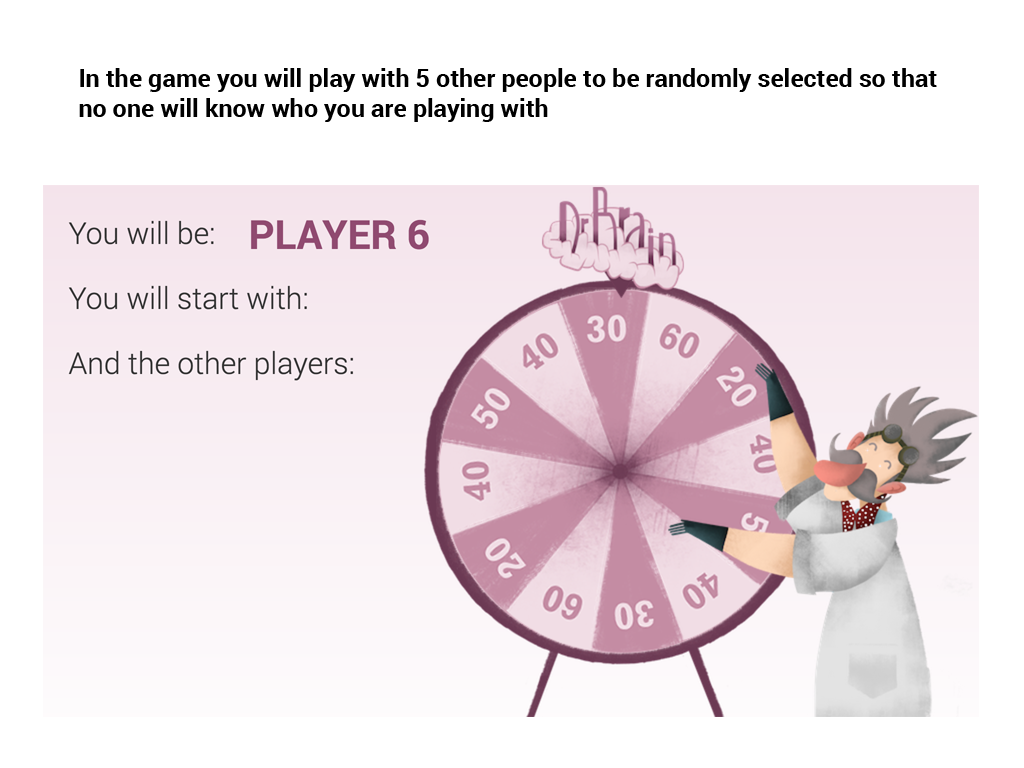 In the game you will play with 5 other people to be randomly selected so that
no one will know who you are playing with
You will be: PLAYER 6
You will start with:
And the other players:
Dr Brain
30
60
20
40
5
40
30
60
20
40
50
40